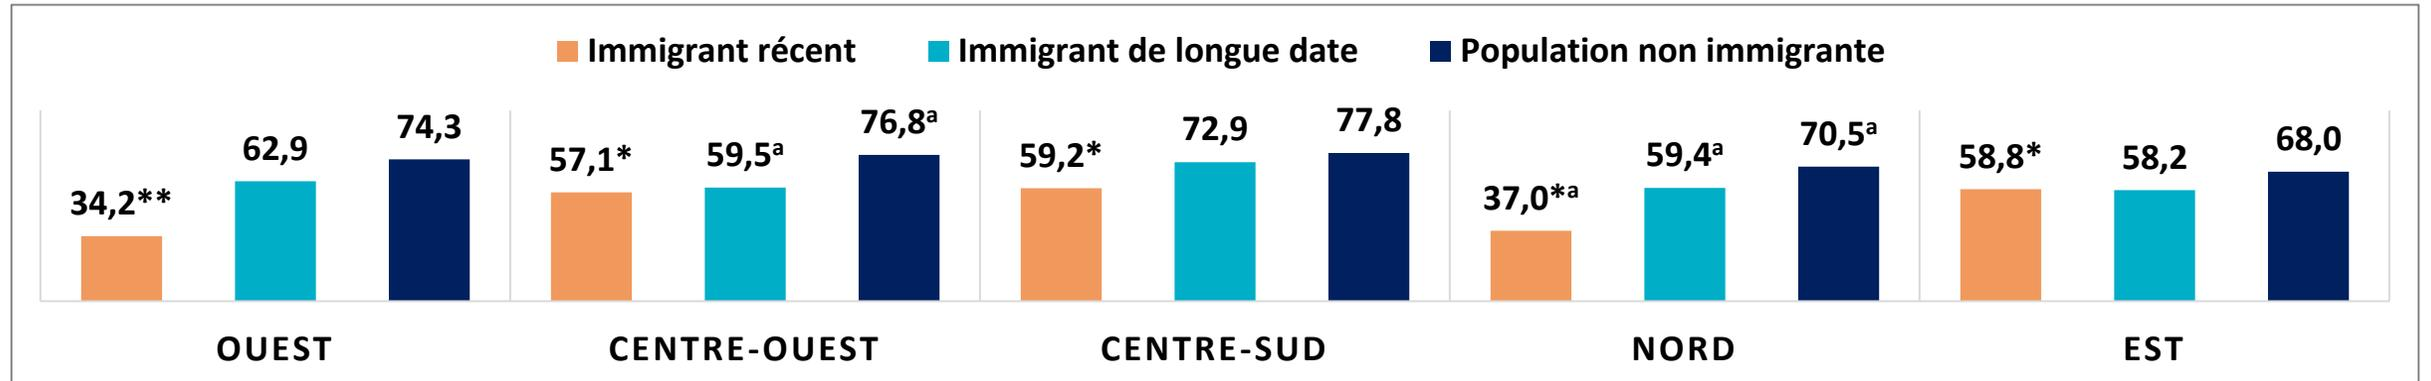 Immigrant récent Immigrant de longue date Population non immigrante
34,2** 62,9 74,3 57,1* 59,5ᵃ 76,8ᵃ 59,2* 72,9 77,8 37,0*ᵃ 59,4ᵃ 70,5ᵃ 58,8* 58,2 68,0
OUEST CENTRE-OUEST CENTRE-SUD NORD EST